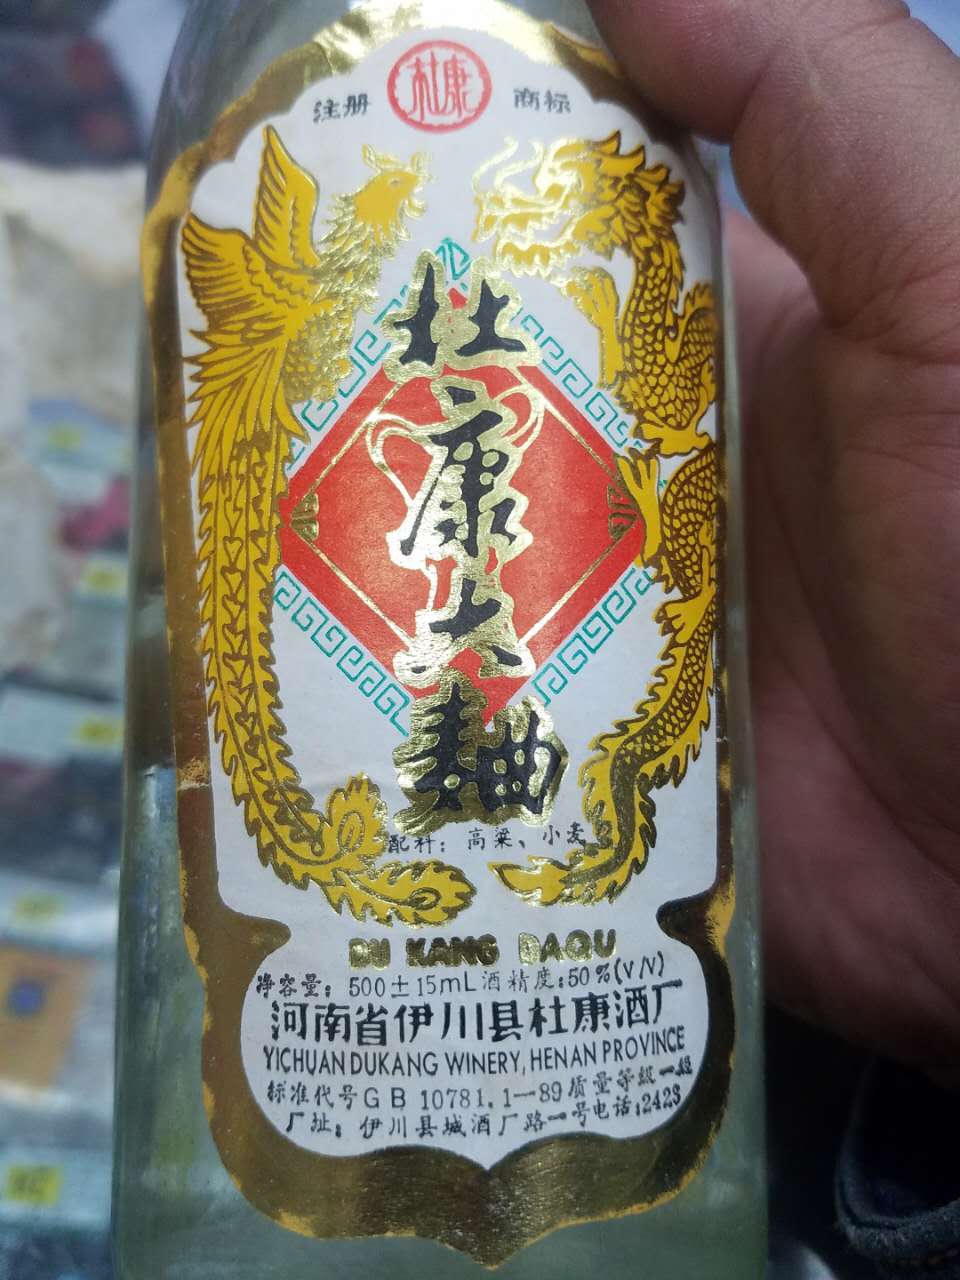 注册 杜康 商标
杜康大麯
配料：高粱、小麦
DU KANG DAQU
净容量：500±15mL 酒精度：50%(V/V)
河南省伊川县杜康酒厂
YICHUAN DUKANG WINERY, HENAN PROVINCE
标准代号GB 10781.1—89 质量等级一级
厂址：伊川县城酒厂路一号 电话：2423